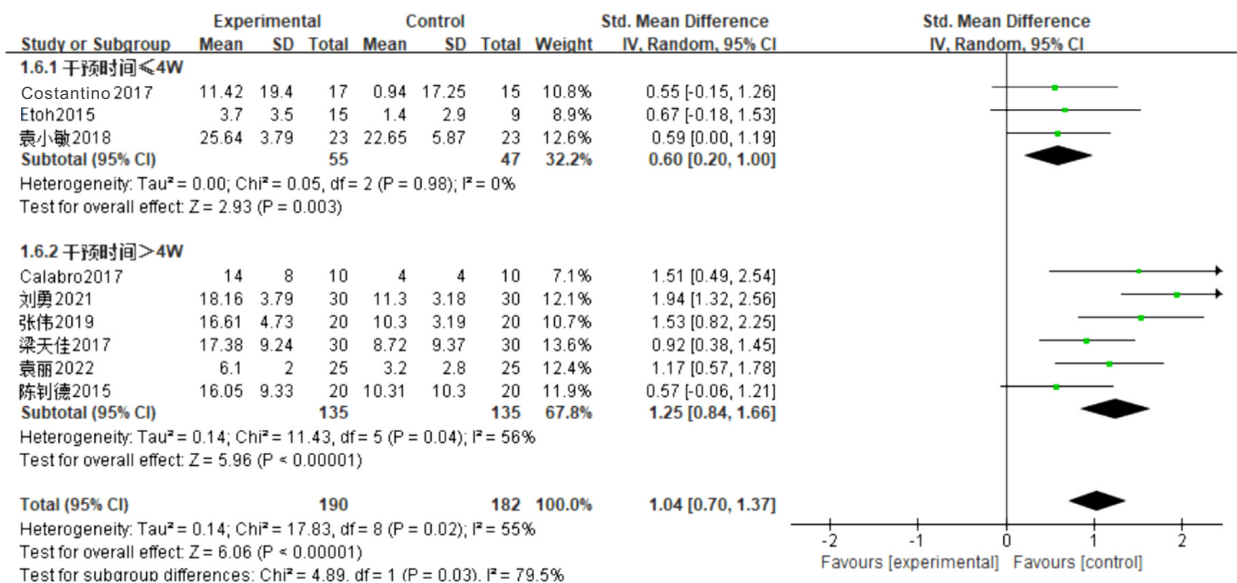 Experimental Control Std. Mean Difference Std. Mean Difference
Study or Subgroup Mean SD Total Mean SD Total Weight IV, Random, 95% CI IV, Random, 95% CI
1.6.1 干预时间≤4W
Costantino2017 11.42 19.4 17 0.94 17.25 15 10.8% 0.55 [-0.15, 1.26]
Etoh2015 3.7 3.5 15 1.4 2.9 9 8.9% 0.67 [-0.18, 1.53]
袁小敏2018 25.64 3.79 23 22.65 5.87 23 12.6% 0.59 [0.00, 1.19]
Subtotal (95% CI) 55 47 32.2% 0.60 [0.20, 1.00]
Heterogeneity: Tau² = 0.00; Chi² = 0.05, df = 2 (P = 0.98); I² = 0%
Test for overall effect: Z = 2.93 (P = 0.003)
1.6.2 干预时间>4W
Calabro2017 14 8 10 4 4 10 7.1% 1.51 [0.49, 2.54]
刘勇2021 18.16 3.79 30 11.3 3.18 30 12.1% 1.94 [1.32, 2.56]
张伟2019 16.61 4.73 20 10.3 3.19 20 10.7% 1.53 [0.82, 2.25]
梁天佳2017 17.38 9.24 30 8.72 9.37 30 13.6% 0.92 [0.38, 1.45]
袁丽2022 6.1 2 25 3.2 2.8 25 12.4% 1.17 [0.57, 1.78]
陈钊德2015 16.05 9.33 20 10.31 10.3 20 11.9% 0.57 [-0.06, 1.21]
Subtotal (95% CI) 135 135 67.8% 1.25 [0.84, 1.66]
Heterogeneity: Tau² = 0.14; Chi² = 11.43, df = 5 (P = 0.04); I² = 56%
Test for overall effect: Z = 5.96 (P < 0.00001)
Total (95% CI) 190 182 100.0% 1.04 [0.70, 1.37]
Heterogeneity: Tau² = 0.14; Chi² = 17.83, df = 8 (P = 0.02); I² = 55%
Test for overall effect: Z = 6.06 (P < 0.00001)
Test for subgroup differences: Chi² = 4.89, df = 1 (P = 0.03), I² = 79.5%
-2 -1 0 1 2
Favours [experimental] Favours [control]